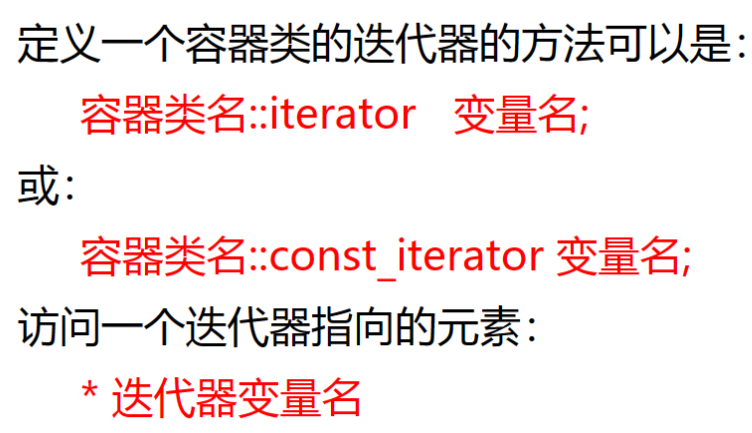 定义一个容器类的迭代器的方法可以是：
容器类名::iterator 变量名;
或：
容器类名::const_iterator 变量名;
访问一个迭代器指向的元素：
* 迭代器变量名